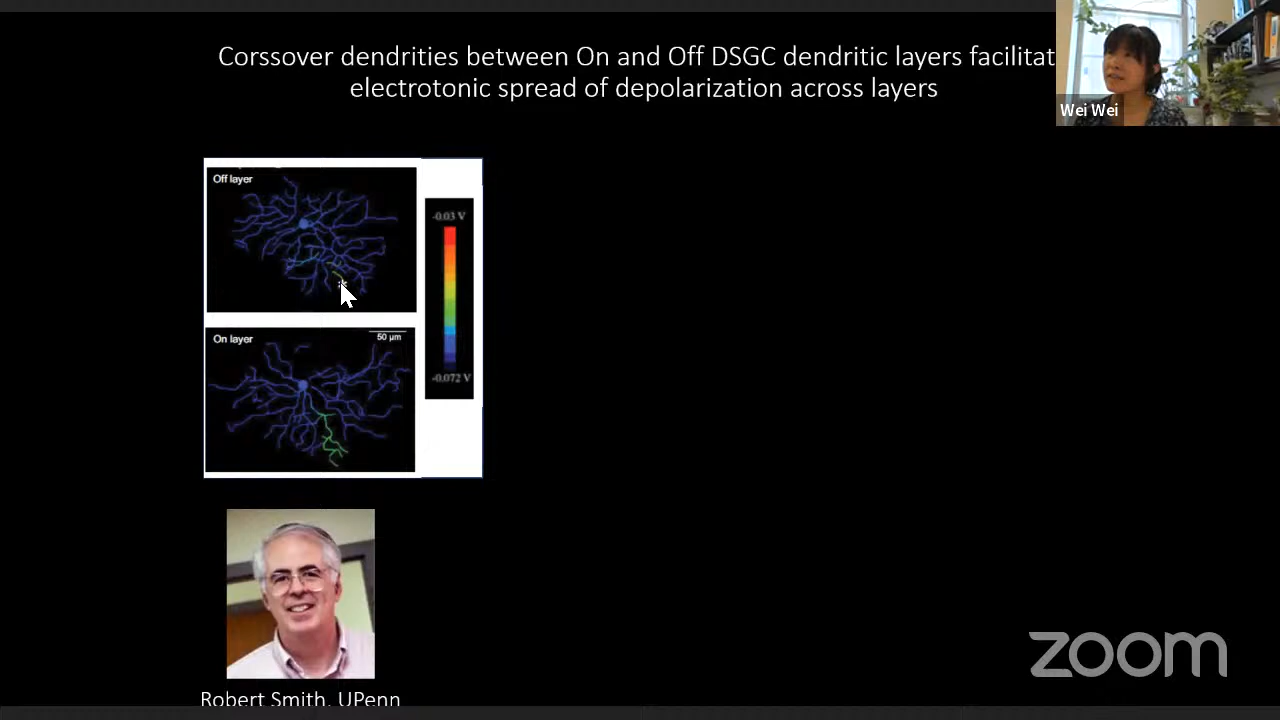 Corssover dendrities between On and Off DSGC dendritic layers facilitat
electrotonic spread of depolarization across layers
Wei Wei
Off layer
-0.03 V
On layer
50 µm
-0.072 V
Robert Smith, UPenn
zoom